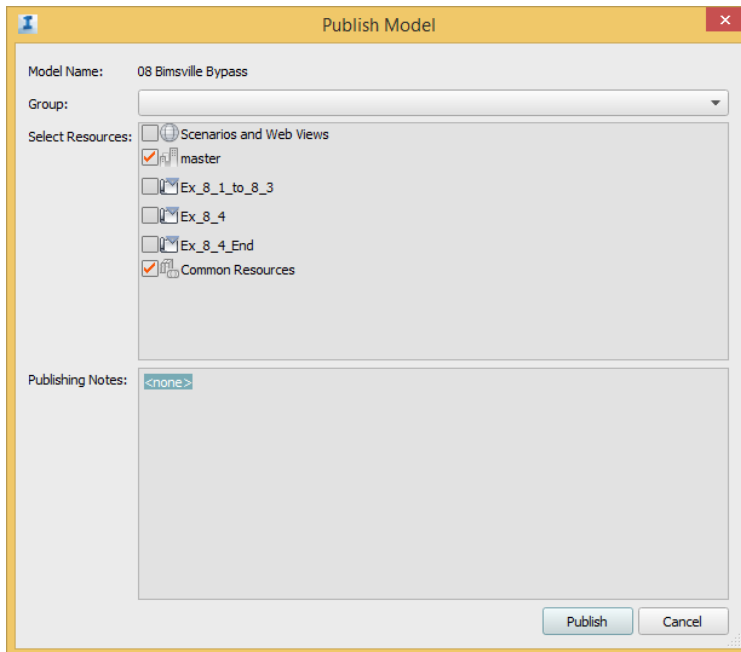 Publish Model
Model Name: 08 Bimsville Bypass
Group:
Select Resources: Scenarios and Web Views
master
Ex_8_1_to_8_3
Ex_8_4
Ex_8_4_End
Common Resources
Publishing Notes: <none>
Publish Cancel